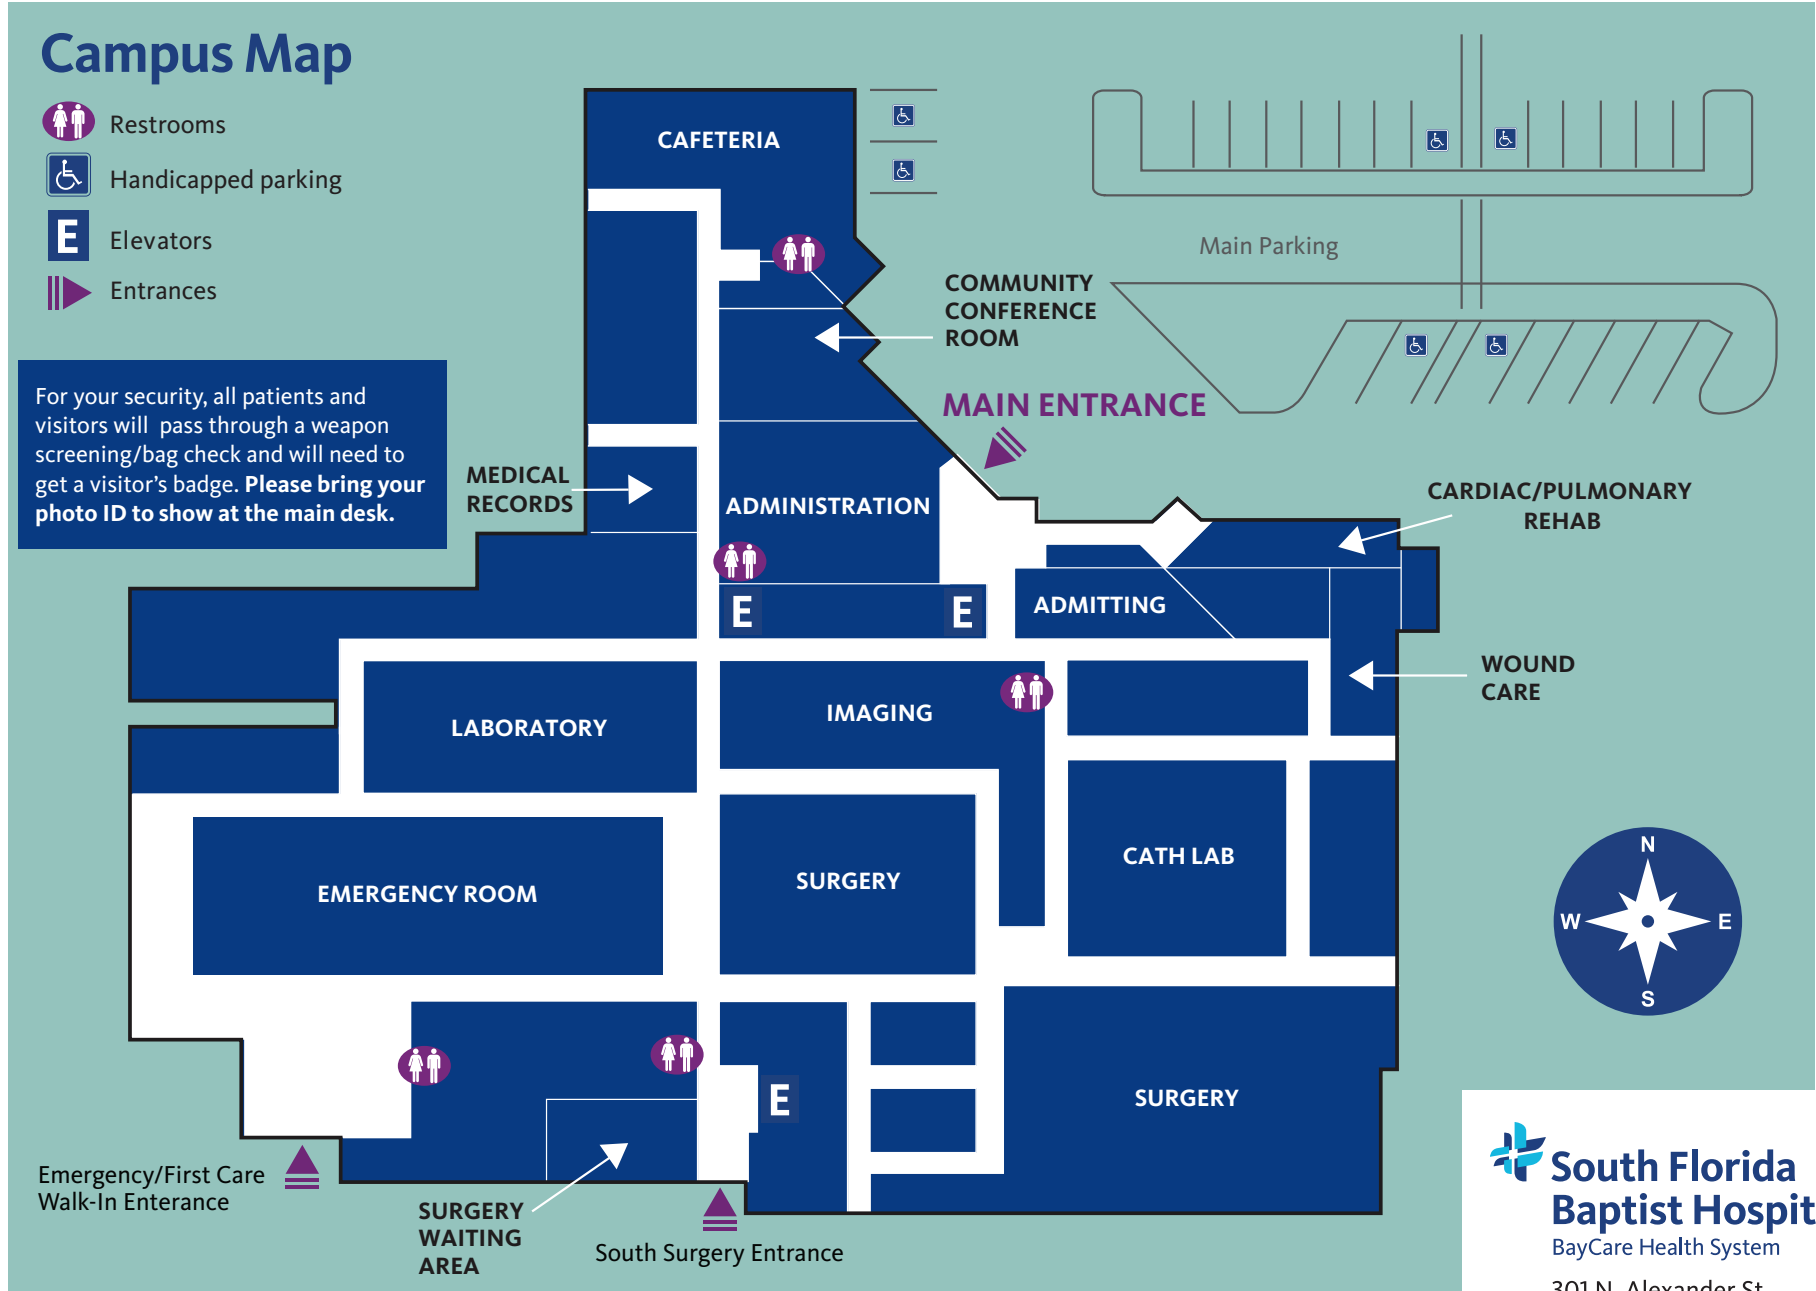 Campus Map
Restrooms
Handicapped parking
E
Elevators
Entrances
For your security, all patients and
visitors will pass through a weapon
screening/bag check and will need to
get a visitor's badge. Please bring your
photo ID to show at the main desk.
CAFETERIA
Main Parking
COMMUNITY
CONFERENCE
ROOM
MAIN ENTRANCE
MEDICAL
RECORDS
ADMINISTRATION
CARDIAC/PULMONARY
REHAB
E
E
ADMITTING
WOUND
CARE
LABORATORY
IMAGING
EMERGENCY ROOM
SURGERY
CATH LAB
N
W
E
S
E
SURGERY
Emergency/First Care
Walk-In Enterance
SURGERY
WAITING
AREA
South Surgery Entrance
South Florida
Baptist Hospit
BayCare Health System
301 N. Alexander St